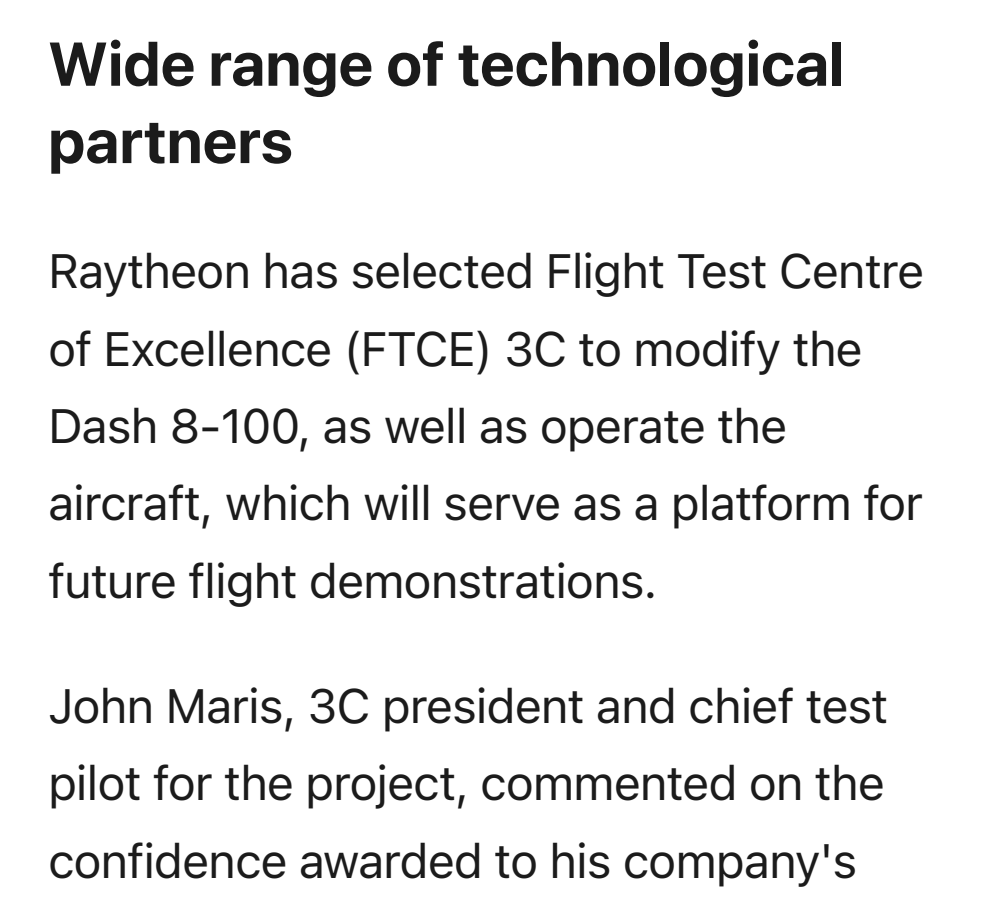 Wide range of technological
partners
Raytheon has selected Flight Test Centre
of Excellence (FTCE) 3C to modify the
Dash 8-100, as well as operate the
aircraft, which will serve as a platform for
future flight demonstrations.
John Maris, 3C president and chief test
pilot for the project, commented on the
confidence awarded to his company's